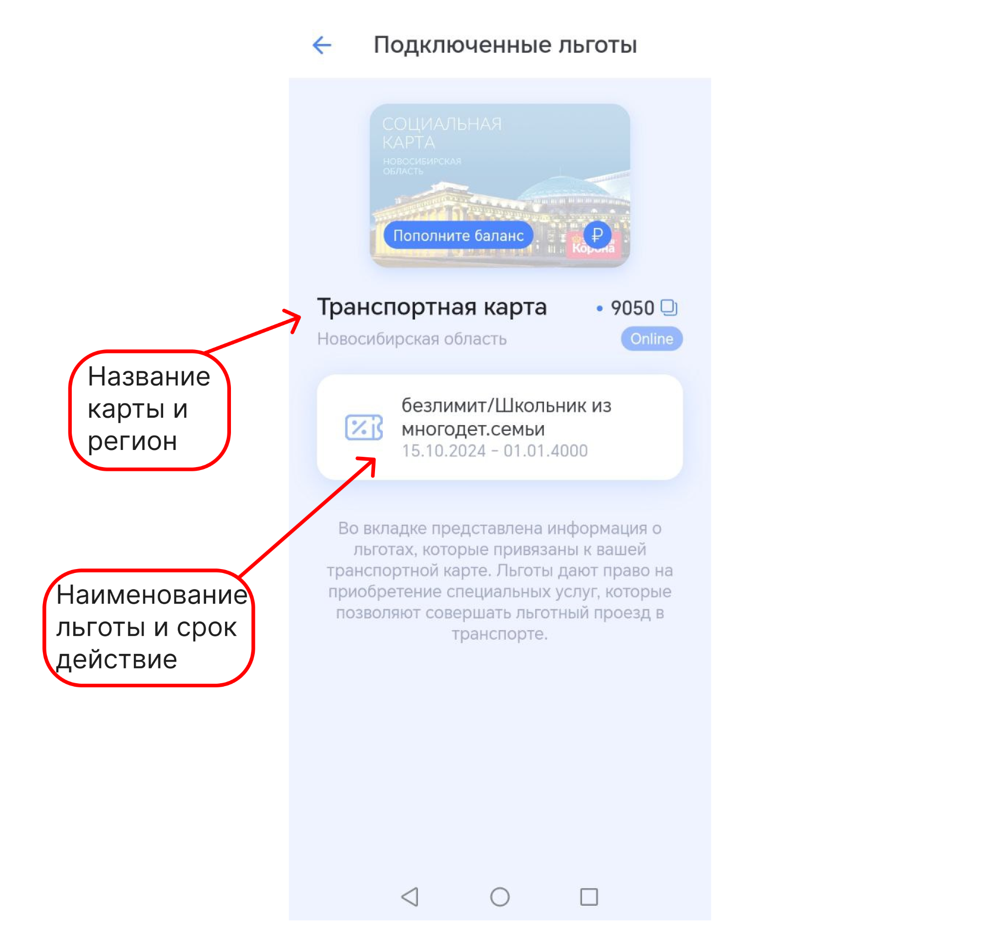 Подключенные льготы
СОЦИАЛЬНАЯ
КАРТА
НОВОСИБИРСКАЯ
ОБЛАСТЬ
Пополните баланс
₽
Транспортная карта
• 9050
Новосибирская область
Online
Название
карты и
регион
безлимит/Школьник из
многодет.семьи
15.10.2024 – 01.01.4000
Во вкладке представлена информация о
льготах, которые привязаны к вашей
транспортной карте. Льготы дают право на
приобретение специальных услуг, которые
позволяют совершать льготный проезд в
транспорте.
Наименование
льготы и срок
действие